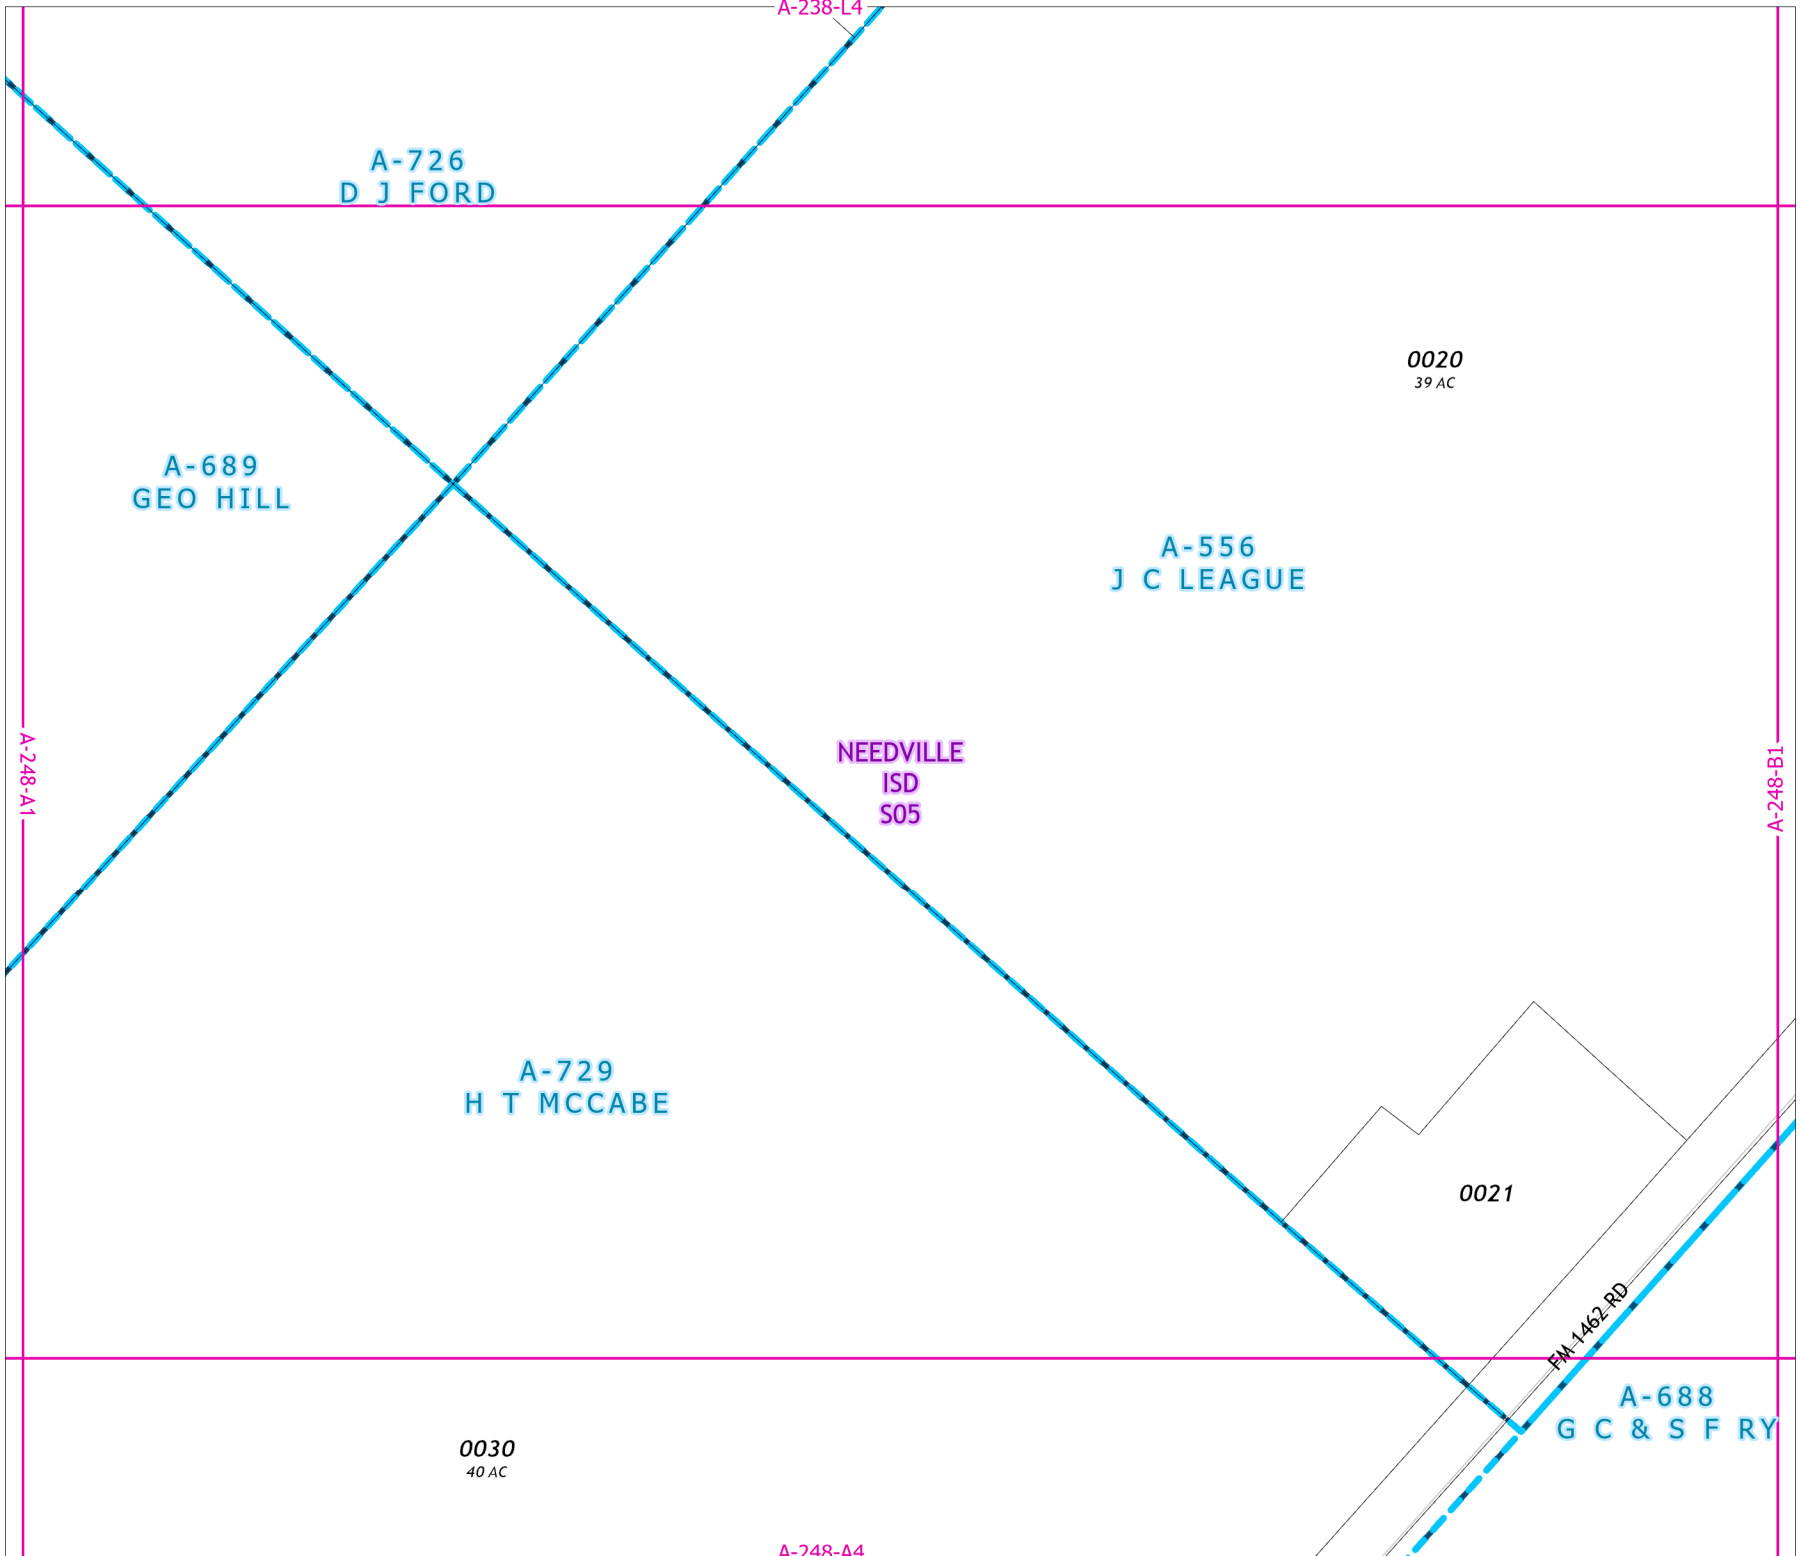 A-238-L4
A-726
D J FORD
0020
39 AC
A-689
GEO HILL
A-556
J C LEAGUE
A-248-A1
NEEDVILLE
ISD
S05
A-248-B1
A-729
H T MCCABE
0021
FM 1462 RD
A-688
G C & S F RY
0030
40 AC
A-248-A4